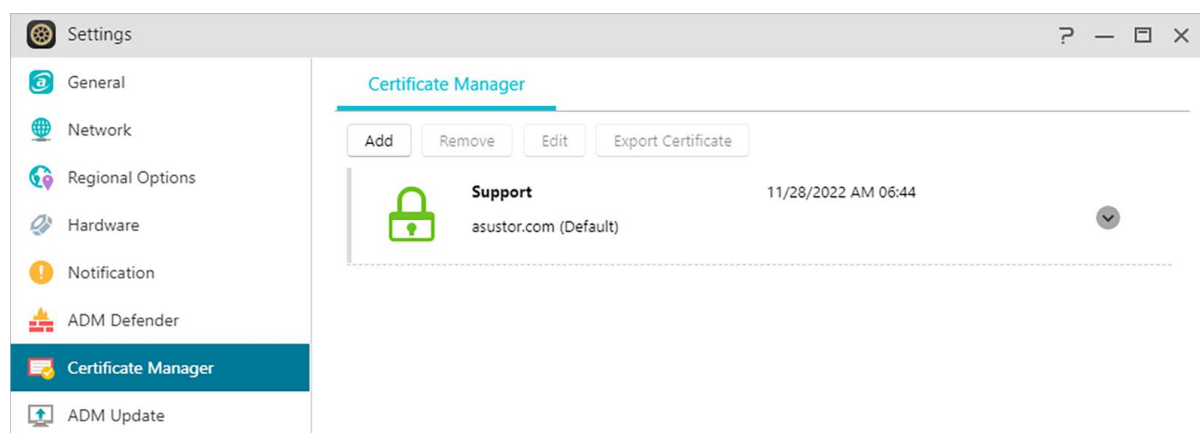 Settings
General
Network
Regional Options
Hardware
Notification
ADM Defender
Certificate Manager
ADM Update
Certificate Manager
Add Remove Edit Export Certificate
Support 11/28/2022 AM 06:44
asustor.com (Default)